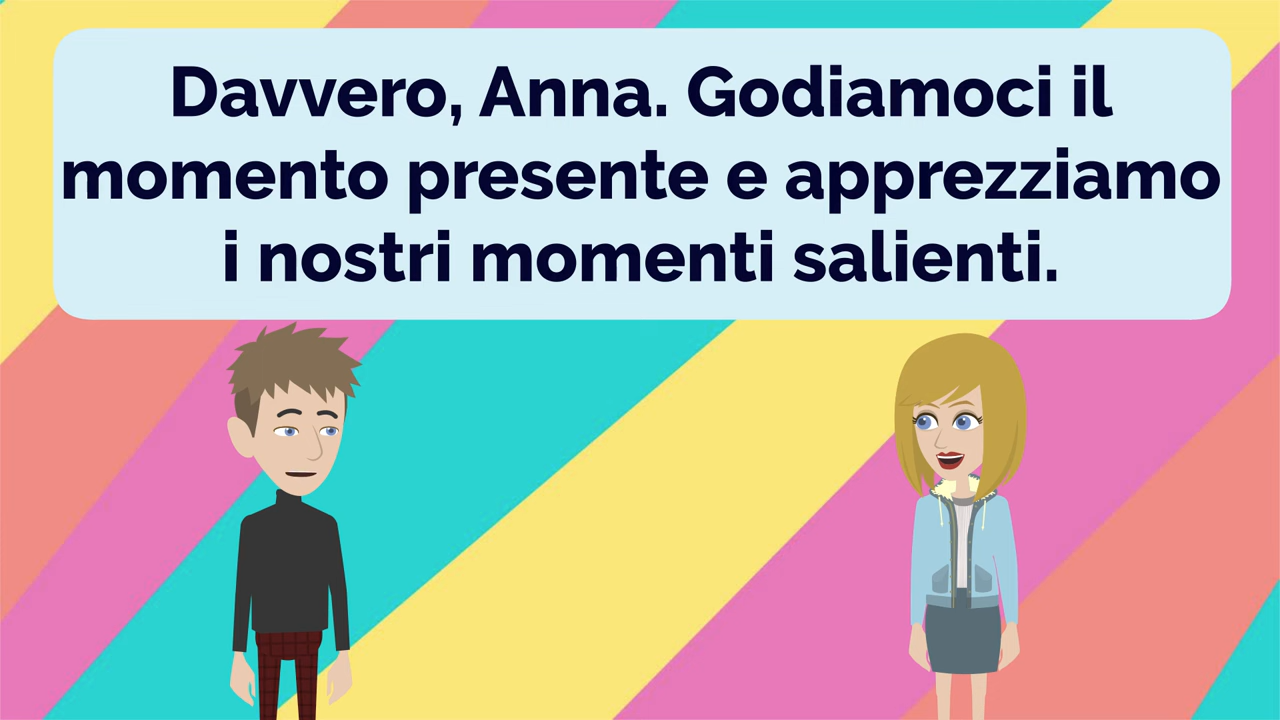 Davvero, Anna. Godiamoci il
momento presente e apprezziamo
i nostri momenti salienti.